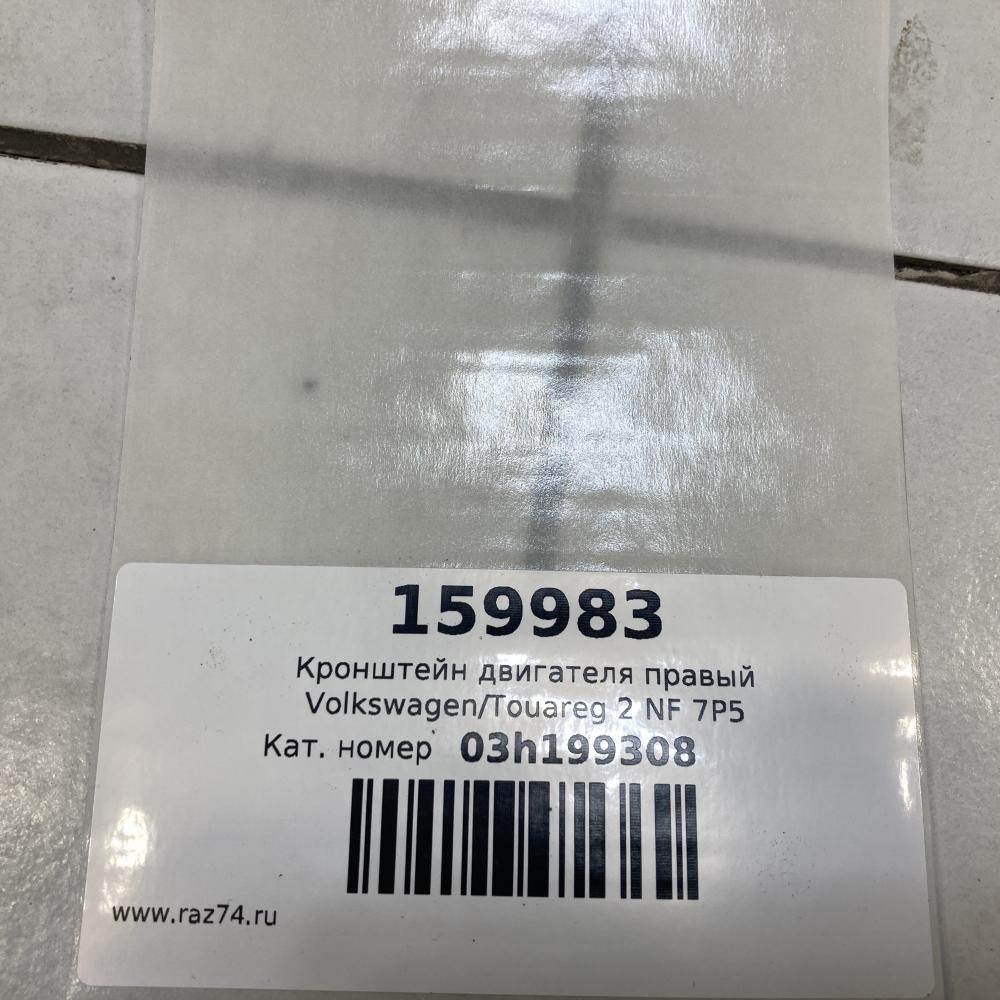 159983
Кронштейн двигателя правый
Volkswagen/Touareg 2 NF 7P5
Кат. номер 03h199308
www.raz74.ru